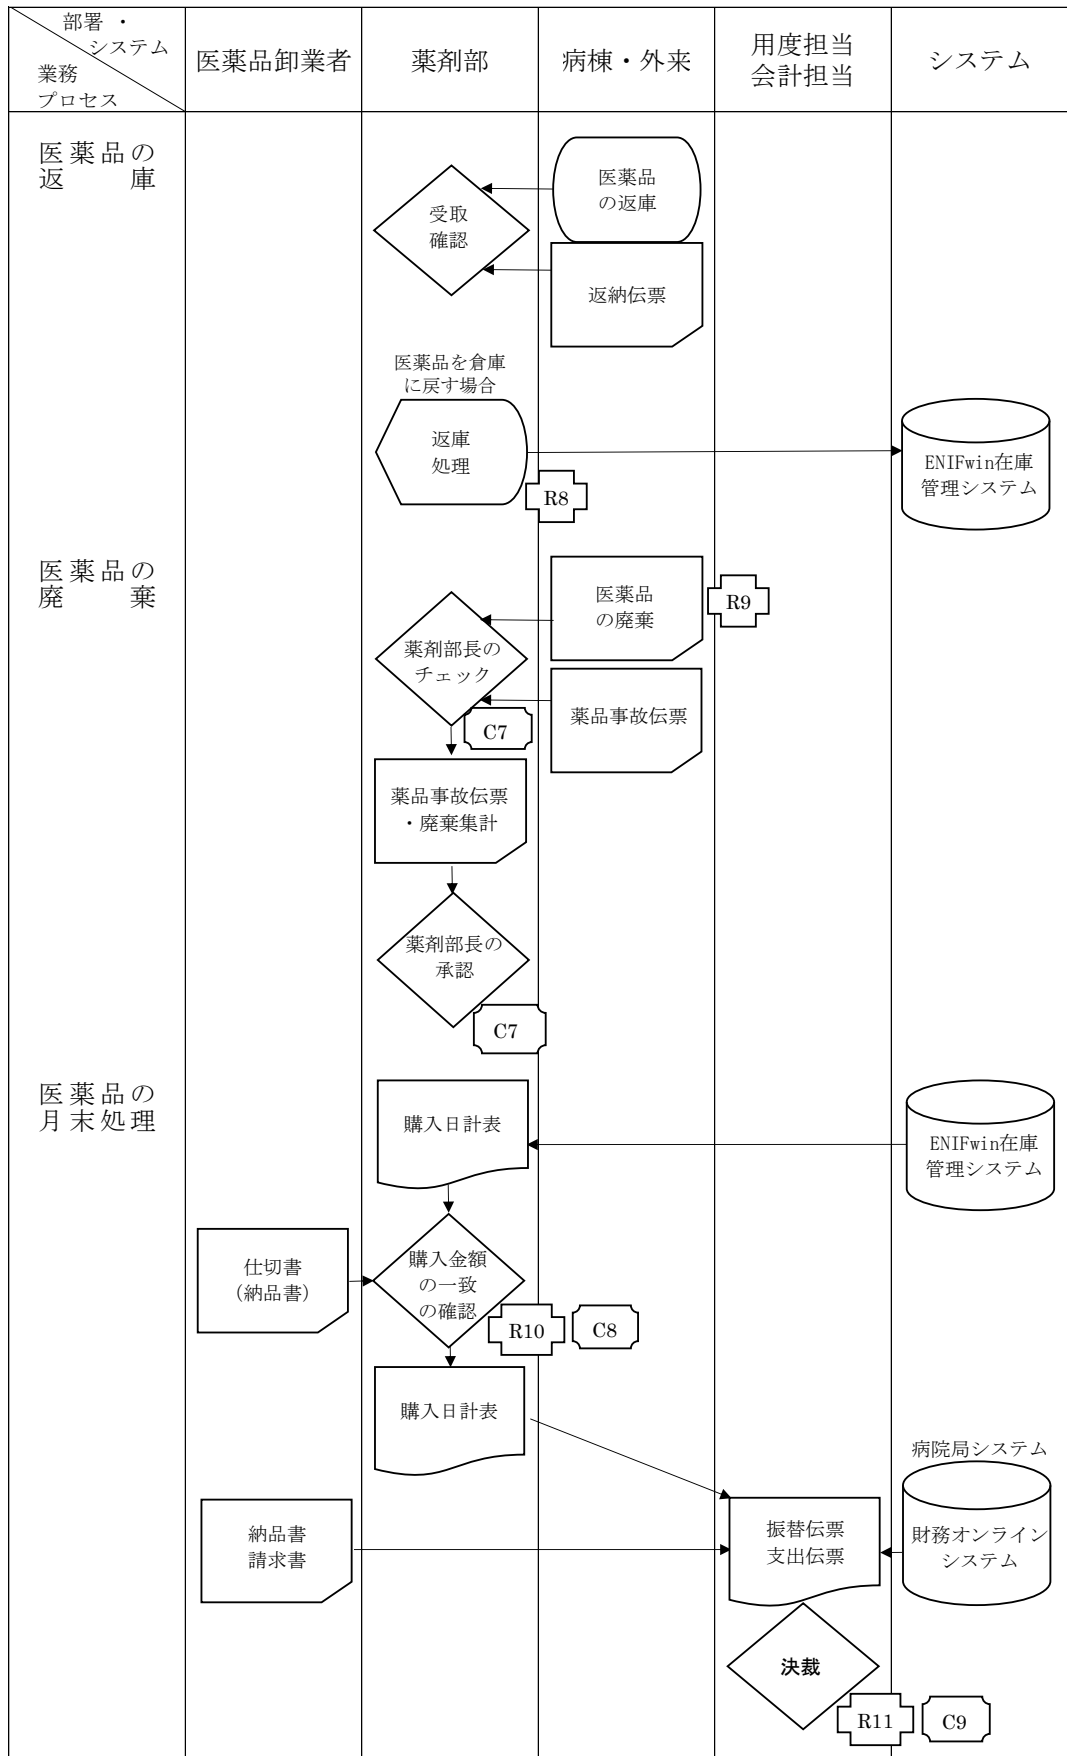 部署 ・
システム
業務
プロセス
医薬品卸業者
薬剤部
病棟・外来
用度担当
会計担当
システム
医薬品の
返　　庫
医薬品
の返庫
受取
確認
返納伝票
医薬品を倉庫
に戻す場合
返庫
処理
R8
ENIFwin在庫
管理システム
医薬品の
廃　　棄
医薬品
の廃棄
R9
薬剤部長の
チェック
C7
薬品事故伝票
薬品事故伝票
・廃棄集計
薬剤部長の
承認
C7
医薬品の
月末処理
購入日計表
ENIFwin在庫
管理システム
仕切書
(納品書)
購入金額
の一致
の確認
R10
C8
購入日計表
病院局システム
納品書
請求書
振替伝票
支出伝票
財務オンライン
システム
決裁
R11
C9